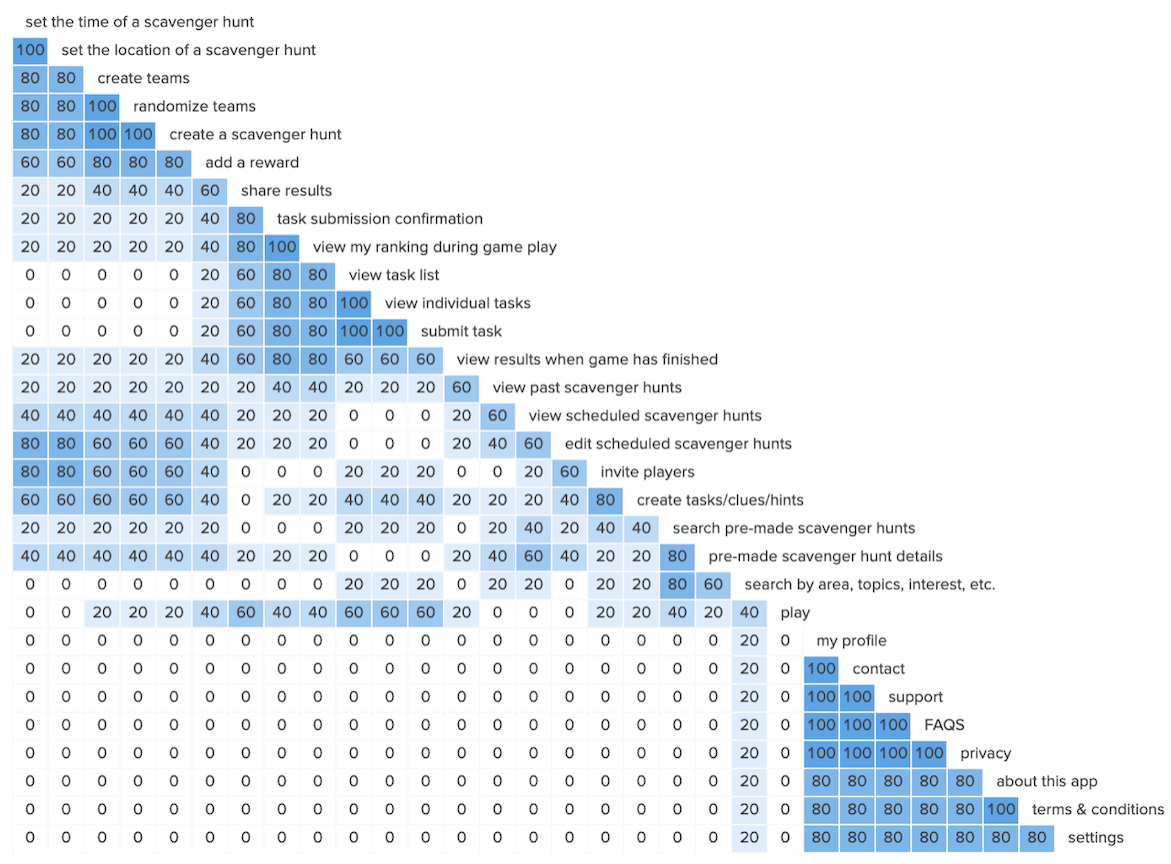 set the time of a scavenger hunt
100 set the location of a scavenger hunt
80 80 create teams
80 80 100 randomize teams
80 80 100 100 create a scavenger hunt
60 60 80 80 80 add a reward
20 20 40 40 40 60 share results
20 20 20 20 20 40 80 task submission confirmation
20 20 20 20 20 40 80 100 view my ranking during game play
0 0 0 0 0 20 60 80 80 view task list
0 0 0 0 0 20 60 80 80 100 view individual tasks
0 0 0 0 0 20 60 80 80 100 100 submit task
20 20 20 20 20 40 60 80 80 60 60 60 view results when game has finished
20 20 20 20 20 20 20 40 40 20 20 20 60 view past scavenger hunts
40 40 40 40 40 40 20 20 20 0 0 0 20 60 view scheduled scavenger hunts
80 80 60 60 60 40 20 20 20 0 0 0 20 40 60 edit scheduled scavenger hunts
80 80 60 60 60 40 0 0 0 20 20 20 0 0 20 60 invite players
60 60 60 60 60 40 0 20 20 40 40 40 20 20 20 40 80 create tasks/clues/hints
20 20 20 20 20 20 0 0 0 20 20 20 0 20 40 20 40 40 search pre-made scavenger hunts
40 40 40 40 40 40 20 20 20 0 0 0 20 40 60 40 20 20 80 pre-made scavenger hunt details
0 0 0 0 0 0 0 0 0 20 20 20 0 20 20 0 20 20 80 60 search by area, topics, interest, etc.
0 0 20 20 20 40 60 40 40 60 60 60 20 0 0 0 20 20 40 20 40 play
0 0 0 0 0 0 0 0 0 0 0 0 0 0 0 0 0 0 0 0 20 0 my profile
0 0 0 0 0 0 0 0 0 0 0 0 0 0 0 0 0 0 0 0 20 0 100 contact
0 0 0 0 0 0 0 0 0 0 0 0 0 0 0 0 0 0 0 0 20 0 100 100 support
0 0 0 0 0 0 0 0 0 0 0 0 0 0 0 0 0 0 0 0 20 0 100 100 100 FAQS
0 0 0 0 0 0 0 0 0 0 0 0 0 0 0 0 0 0 0 0 20 0 100 100 100 100 privacy
0 0 0 0 0 0 0 0 0 0 0 0 0 0 0 0 0 0 0 0 20 0 80 80 80 80 80 about this app
0 0 0 0 0 0 0 0 0 0 0 0 0 0 0 0 0 0 0 0 20 0 80 80 80 80 80 100 terms & conditions
0 0 0 0 0 0 0 0 0 0 0 0 0 0 0 0 0 0 0 0 20 0 80 80 80 80 80 80 80 settings